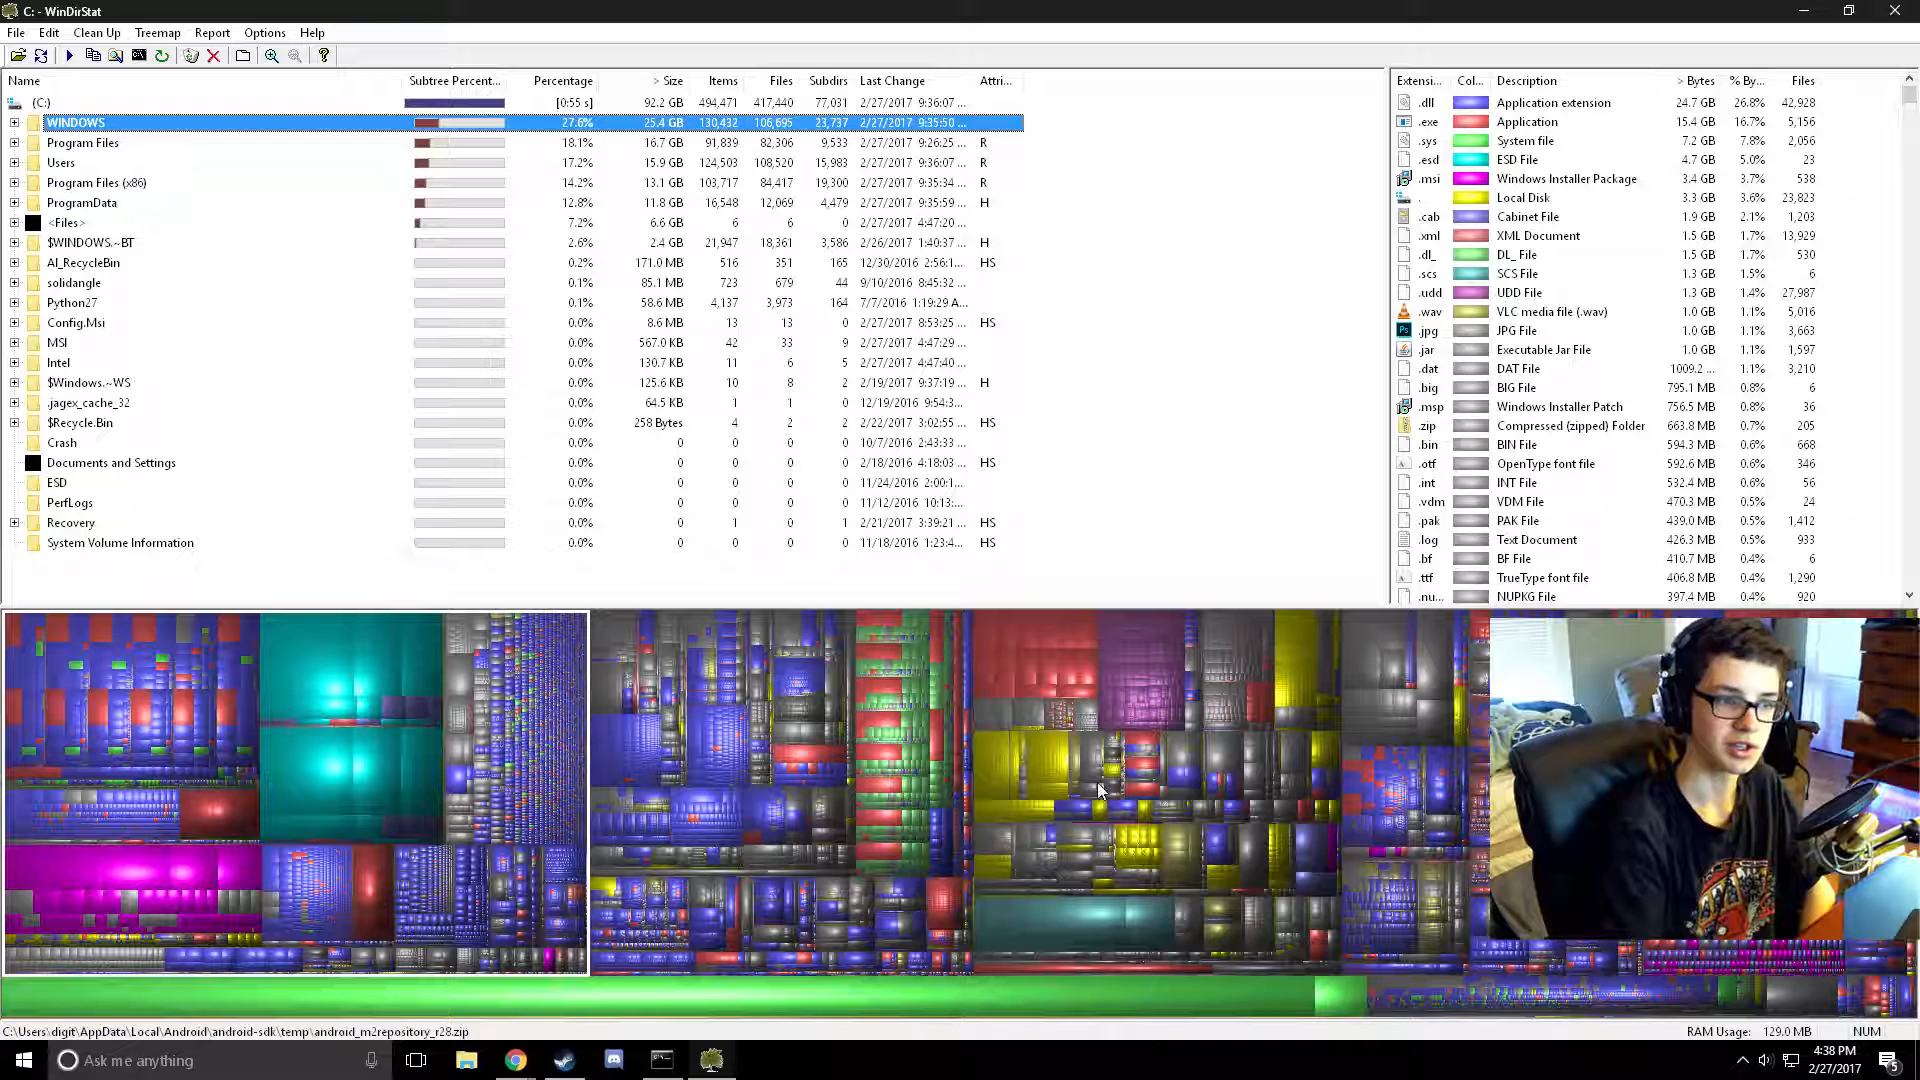 C: - WinDirStat
File Edit Clean Up Treemap Report Options Help
Name Subtree Percent... Percentage > Size Items Files Subdirs Last Change Attri...
(C:) [0:55 s] 92.2 GB 494,471 417,440 77,031 2/27/2017 9:36:07 ...
WINDOWS 27.6% 25.4 GB 130,432 106,695 23,737 2/27/2017 9:35:50 ...
Program Files 18.1% 16.7 GB 91,839 82,306 9,533 2/27/2017 9:26:25 ... R
Users 17.2% 15.9 GB 124,503 108,520 15,983 2/27/2017 9:36:07 ... R
Program Files (x86) 14.2% 13.1 GB 103,717 84,417 19,300 2/27/2017 9:35:34 ... R
ProgramData 12.8% 11.8 GB 16,548 12,069 4,479 2/27/2017 9:35:59 ... H
<Files> 7.2% 6.6 GB 6 6 0 2/27/2017 4:47:20 ...
$WINDOWS.~BT 2.6% 2.4 GB 21,947 18,361 3,586 2/26/2017 1:40:37 ... H
AI_RecycleBin 0.2% 171.0 MB 516 351 165 12/30/2016 2:56:1... HS
solidangle 0.1% 85.1 MB 723 679 44 9/10/2016 8:45:32 ...
Python27 0.1% 58.6 MB 4,137 3,973 164 7/7/2016 1:19:29 A...
Config.Msi 0.0% 8.6 MB 13 13 0 2/27/2017 8:53:25 ... HS
MSI 0.0% 567.0 KB 42 33 9 2/27/2017 4:47:29 ...
Intel 0.0% 130.7 KB 11 6 5 2/27/2017 4:47:40 ...
$Windows.~WS 0.0% 125.6 KB 10 8 2 2/19/2017 9:37:19 ... H
.jagex_cache_32 0.0% 64.5 KB 1 1 0 12/19/2016 9:54:3...
$Recycle.Bin 0.0% 258 Bytes 4 2 2 2/22/2017 3:02:55 ... HS
Crash 0.0% 0 0 0 0 10/7/2016 2:43:33 ...
Documents and Settings 0.0% 0 0 0 0 2/18/2016 4:18:03 ... HS
ESD 0.0% 0 0 0 0 11/24/2016 2:00:1...
PerfLogs 0.0% 0 0 0 0 11/12/2016 10:13:...
Recovery 0.0% 0 1 0 1 2/21/2017 3:39:21 ... HS
System Volume Information 0.0% 0 0 0 0 11/18/2016 1:23:4... HS
Extensi... Col... Description > Bytes % By... Files
.dll Application extension 24.7 GB 26.8% 42,928
.exe Application 15.4 GB 16.7% 5,156
.sys System file 7.2 GB 7.8% 2,056
.esd ESD File 4.7 GB 5.0% 23
.msi Windows Installer Package 3.4 GB 3.7% 538
. Local Disk 3.3 GB 3.6% 23,823
.cab Cabinet File 1.9 GB 2.1% 1,203
.xml XML Document 1.5 GB 1.7% 13,929
.dl_ DL_ File 1.5 GB 1.7% 530
.scs SCS File 1.3 GB 1.5% 6
.udd UDD File 1.3 GB 1.4% 27,987
.wav VLC media file (.wav) 1.0 GB 1.1% 5,016
.jpg JPG File 1.0 GB 1.1% 3,663
.jar Executable Jar File 1.0 GB 1.1% 1,597
.dat DAT File 1009.2 ... 1.1% 3,210
.big BIG File 795.1 MB 0.8% 6
.msp Windows Installer Patch 756.5 MB 0.8% 36
.zip Compressed (zipped) Folder 663.8 MB 0.7% 205
.bin BIN File 594.3 MB 0.6% 668
.otf OpenType font file 592.6 MB 0.6% 346
.int INT File 532.4 MB 0.6% 56
.vdm VDM File 470.3 MB 0.5% 24
.pak PAK File 439.0 MB 0.5% 1,412
.log Text Document 426.3 MB 0.5% 933
.bf BF File 410.7 MB 0.4% 6
.ttf TrueType font file 406.8 MB 0.4% 1,290
.nu... NUPKG File 397.4 MB 0.4% 920
C:\Users\digit\AppData\Local\Android\android-sdk\temp\android_m2repository_r28.zip RAM Usage: 129.0 MB NUM
Ask me anything
4:38 PM
2/27/2017
5